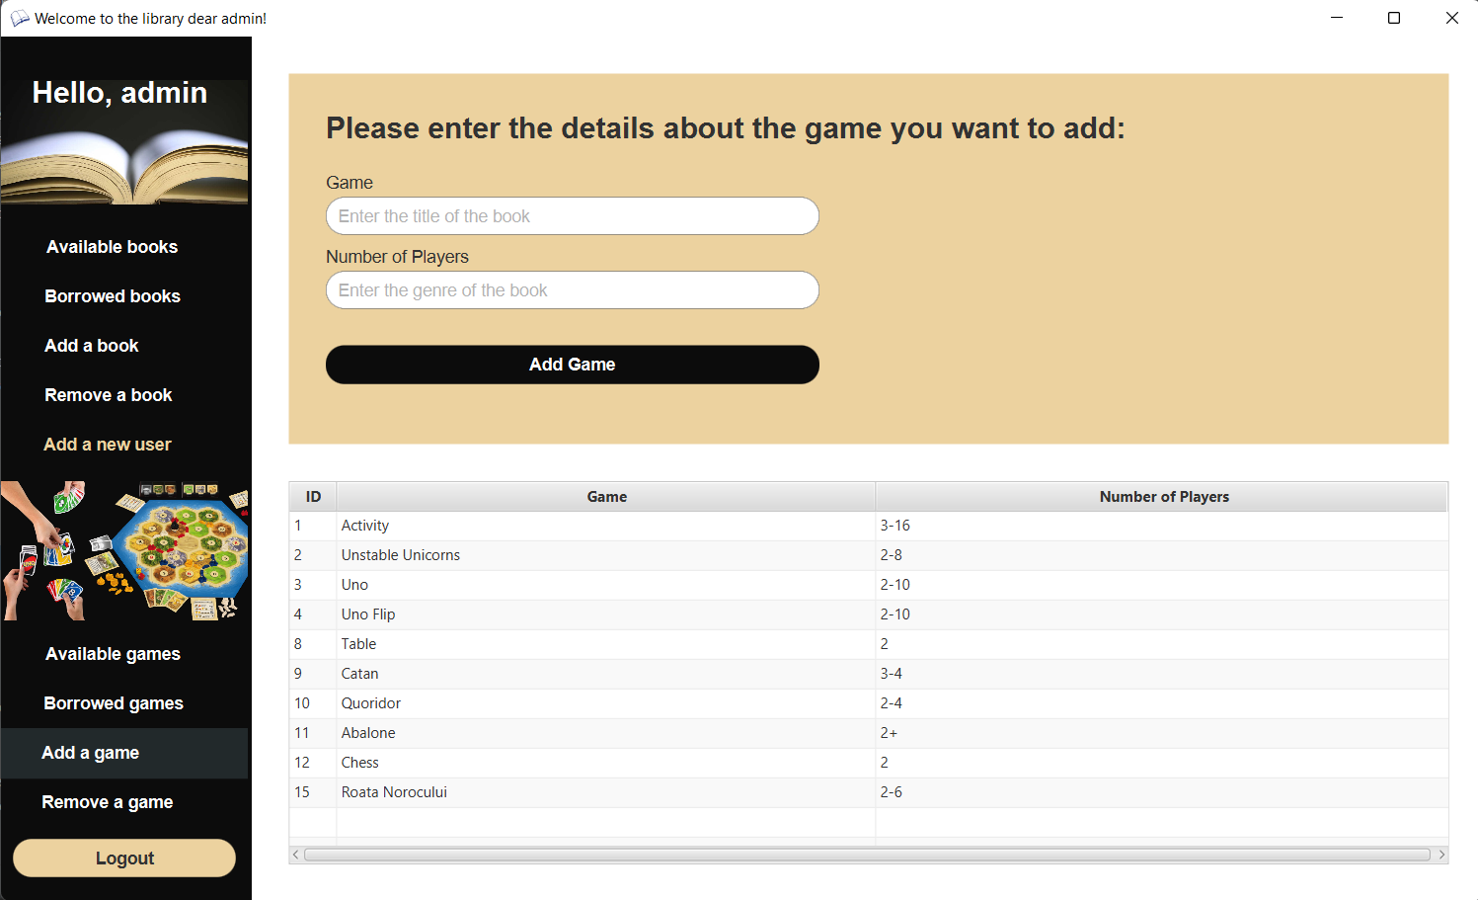 Welcome to the library dear admin!
Hello, admin
Available books
Borrowed books
Add a book
Remove a book
Add a new user
Available games
Borrowed games
Add a game
Remove a game
Logout
Please enter the details about the game you want to add:
Game
Enter the title of the book
Number of Players
Enter the genre of the book
Add Game
ID Game Number of Players
1 Activity 3-16
2 Unstable Unicorns 2-8
3 Uno 2-10
4 Uno Flip 2-10
8 Table 2
9 Catan 3-4
10 Quoridor 2-4
11 Abalone 2+
12 Chess 2
15 Roata Norocului 2-6